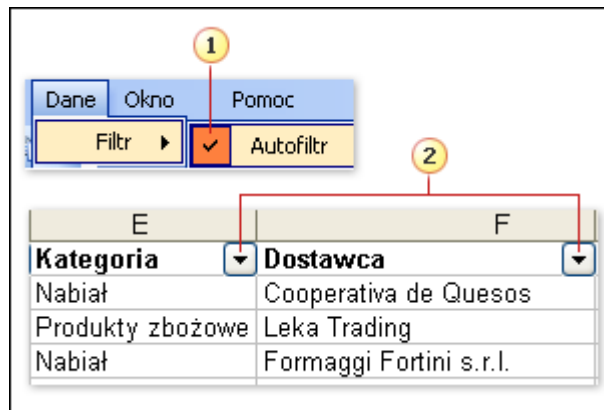 1
Dane Okno Pomoc
Filtr Autofiltr
2
E F
Kategoria Dostawca
Nabiał Cooperativa de Quesos
Produkty zbożowe Leka Trading
Nabiał Formaggi Fortini s.r.l.